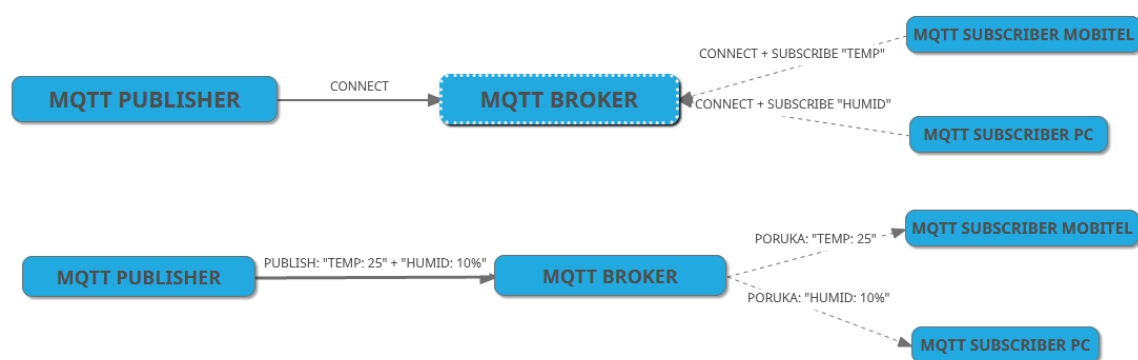 MQTT SUBSCRIBER MOBITEL
CONNECT + SUBSCRIBE "TEMP"
CONNECT
MQTT PUBLISHER
MQTT BROKER
CONNECT + SUBSCRIBE "HUMID"
MQTT SUBSCRIBER PC
MQTT SUBSCRIBER MOBITEL
PORUKA: "TEMP: 25"
PUBLISH: "TEMP: 25" + "HUMID: 10%"
MQTT PUBLISHER
MQTT BROKER
PORUKA: "HUMID: 10%"
MQTT SUBSCRIBER PC